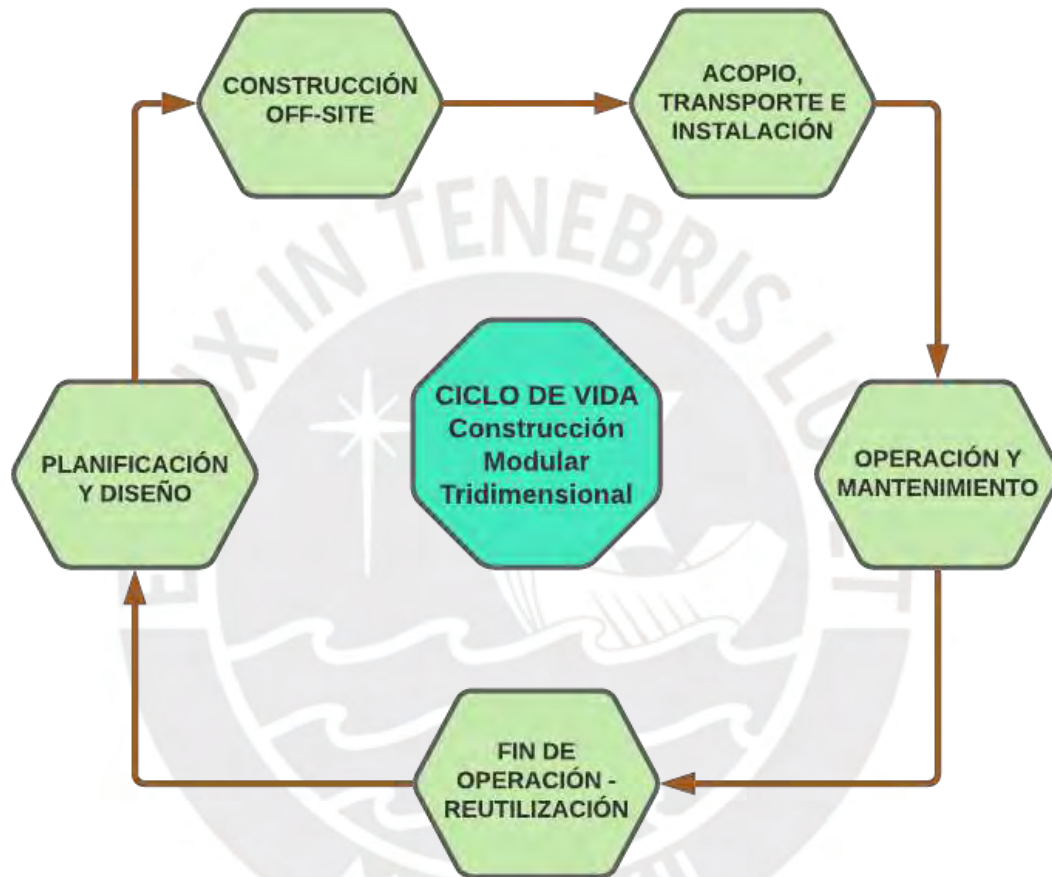 CONSTRUCCIÓN
OFF-SITE
ACOPIO,
TRANSPORTE E
INSTALACIÓN
CICLO DE VIDA
Construcción
Modular
Tridimensional
PLANIFICACIÓN
Y DISEÑO
OPERACIÓN Y
MANTENIMIENTO
FIN DE
OPERACIÓN -
REUTILIZACIÓN
IN TENEBRIS